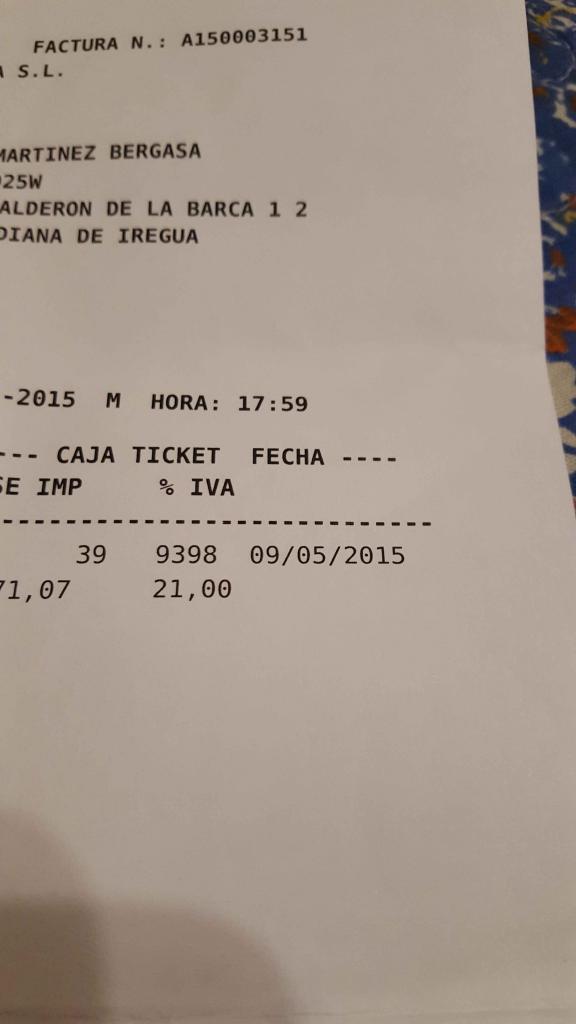 FACTURA N.: A150003151
A S.L.
MARTINEZ BERGASA
025W
ALDERON DE LA BARCA 1 2
DIANA DE IREGUA
-2015 M HORA: 17:59
--- CAJA TICKET FECHA ----
SE IMP % IVA
-----------------------------
39 9398 09/05/2015
71,07 21,00